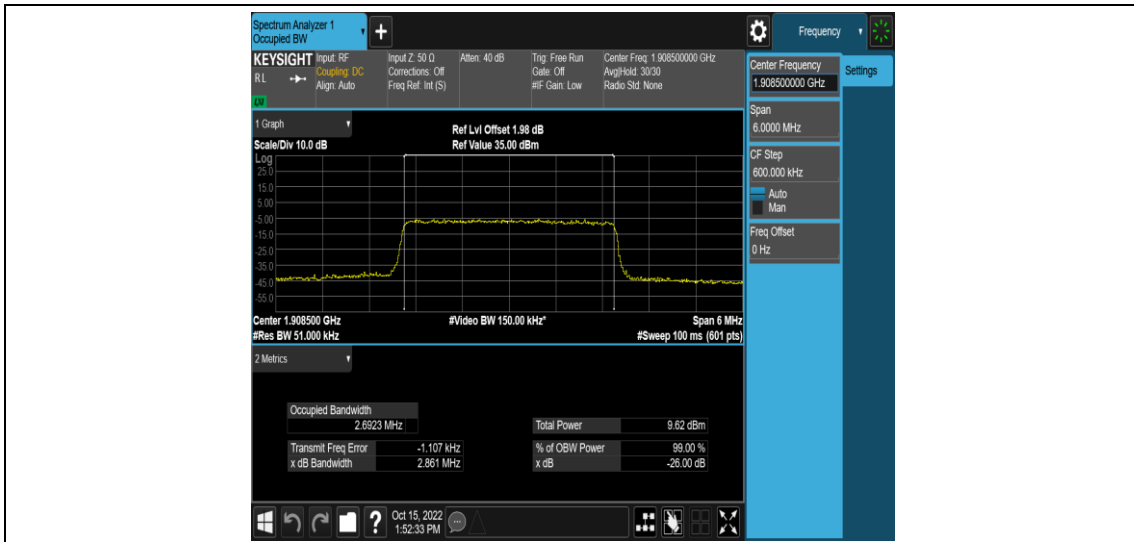 Spectrum Analyzer 1
Occupied BW
+
Frequency
KEYSIGHT
RL
LXI
Input: RF
Coupling: DC
Align: Auto
Input Z: 50 Ω
Corrections: Off
Freq Ref: Int (S)
Atten: 40 dB
Trig: Free Run
Gate: Off
#IF Gain: Low
Center Freq: 1.908500000 GHz
Avg|Hold: 30/30
Radio Std: None
Center Frequency
1.908500000 GHz
Settings
Span
6.0000 MHz
CF Step
600.000 kHz
Auto
Man
Freq Offset
0 Hz
1 Graph
Ref Lvl Offset 1.98 dB
Scale/Div 10.0 dB
Ref Value 35.00 dBm
Log
25.0
15.0
5.00
-5.00
-15.0
-25.0
-35.0
-45.0
-55.0
Center 1.908500 GHz
#Video BW 150.00 kHz*
Span 6 MHz
#Res BW 51.000 kHz
#Sweep 100 ms (601 pts)
2 Metrics
Occupied Bandwidth
2.6923 MHz
Total Power 9.62 dBm
Transmit Freq Error -1.107 kHz
% of OBW Power 99.00 %
x dB Bandwidth 2.861 MHz
x dB -26.00 dB
?
Oct 15, 2022
1:52:33 PM